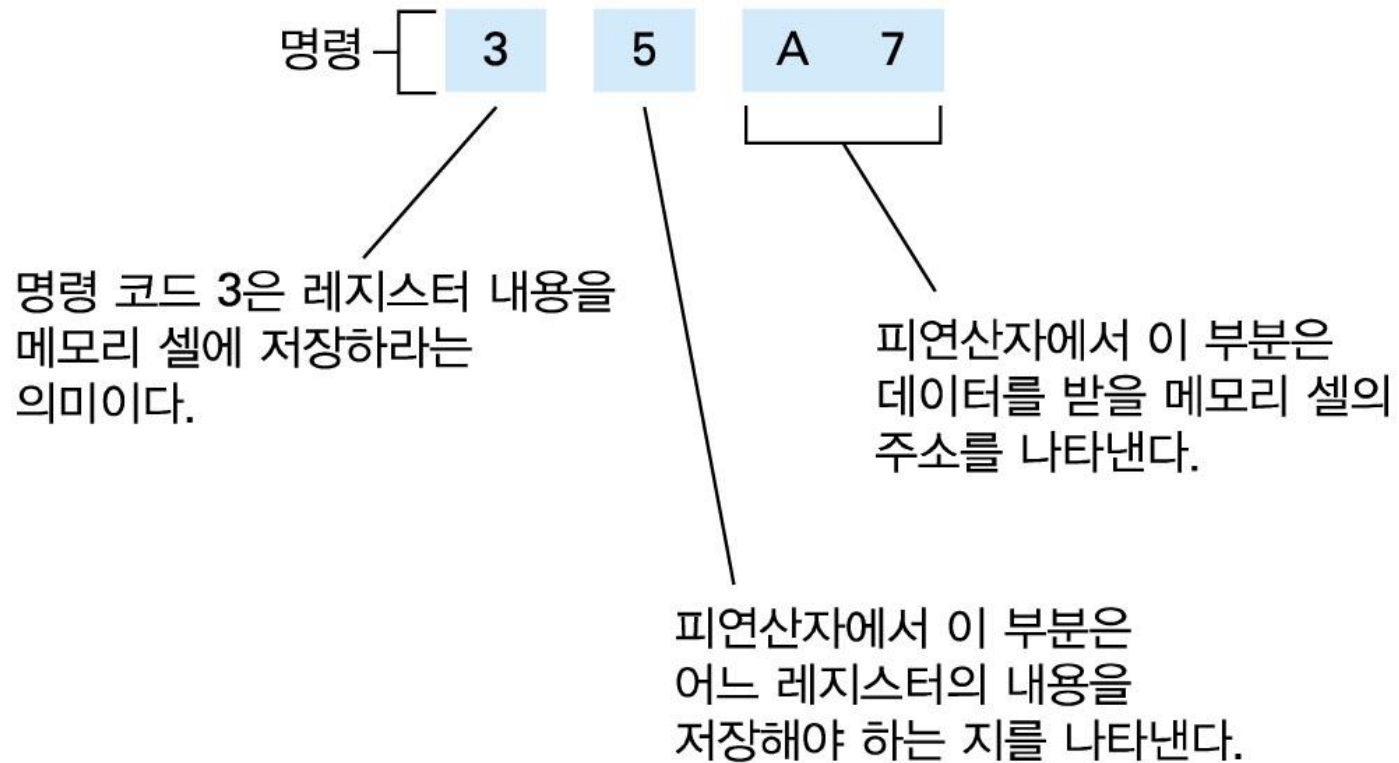 명령 3 5 A 7
명령 코드 3은 레지스터 내용을
메모리 셀에 저장하라는
의미이다.
피연산자에서 이 부분은
데이터를 받을 메모리 셀의
주소를 나타낸다.
피연산자에서 이 부분은
어느 레지스터의 내용을
저장해야 하는 지를 나타낸다.